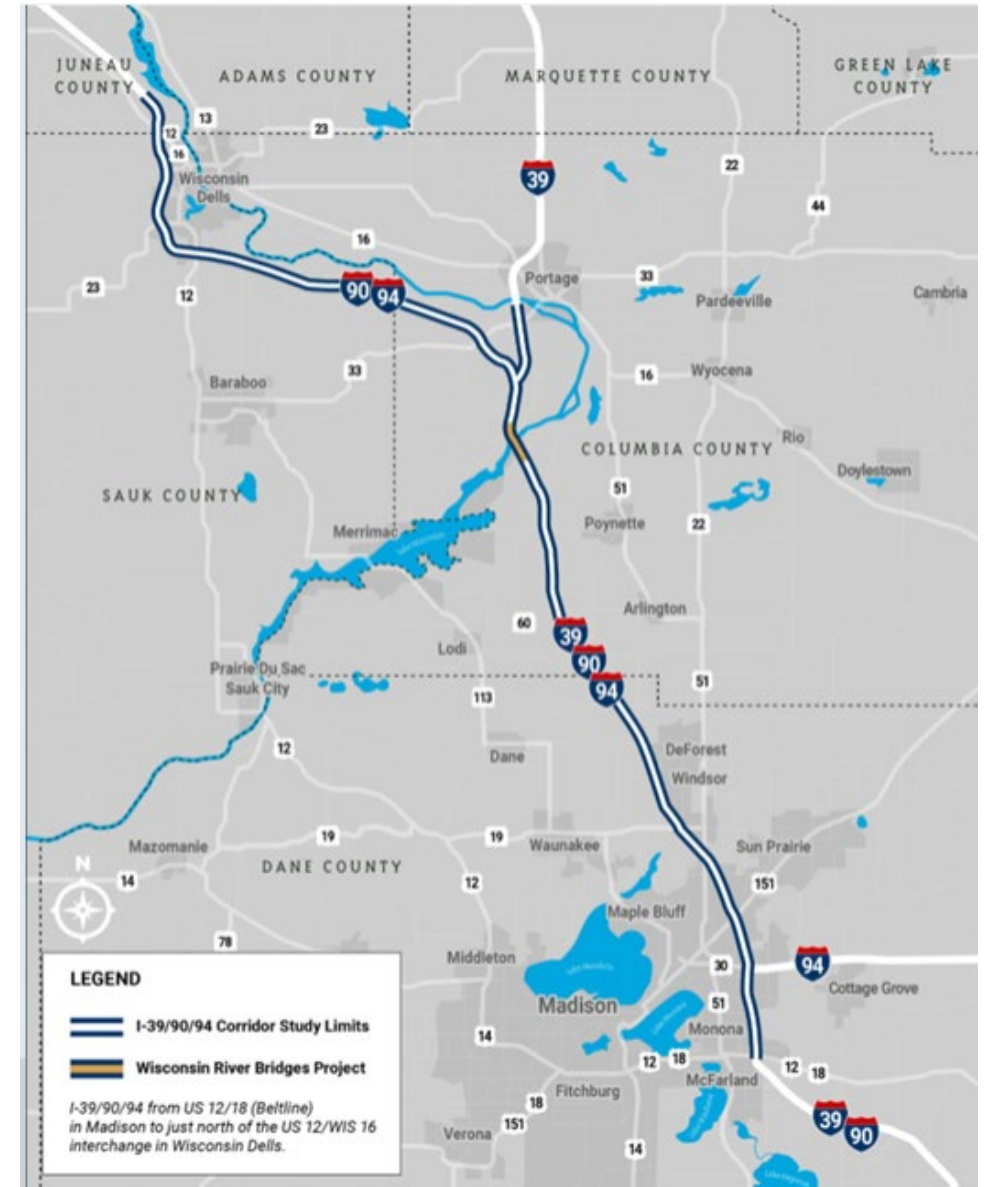 JUNEAU
COUNTY
ADAMS COUNTY
MARQUETTE COUNTY
GREEN LAKE
COUNTY
13
12
23
16
22
Wisconsin
Dells
39
44
16
Portage
33
23
12
90
94
Pardeeville
Cambria
33
16
Wyocena
Baraboo
COLUMBIA COUNTY
Rio
Doylestown
SAUK COUNTY
51
22
Merrimac
Poynette
60
39
Arlington
Lodi
90
94
Prairie Du Sac
Sauk City
51
113
12
Dane
DeForest
Windsor
19
19
Mazomanie
Waunakee
Sun Prairie
DANE COUNTY
N
14
12
151
Maple Bluff
78
Middleton
30
94
Madison
Cottage Grove
51
14
Monona
12
18
12
18
McFarland
Fitchburg
18
39
90
151
Verona
14
LEGEND
I-39/90/94 Corridor Study Limits
Wisconsin River Bridges Project
I-39/90/94 from US 12/18 (Beltline)
in Madison to just north of the US 12/WIS 16
interchange in Wisconsin Dells.